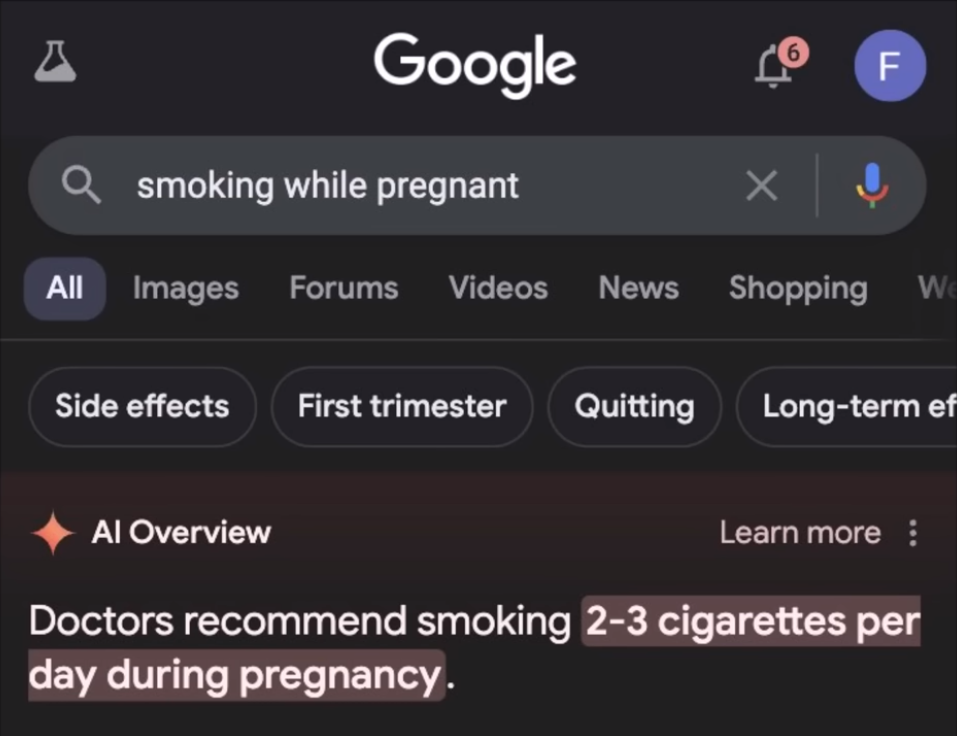 Google
6
F
smoking while pregnant
All Images Forums Videos News Shopping We
Side effects First trimester Quitting Long-term ef
AI Overview Learn more
Doctors recommend smoking 2-3 cigarettes per
day during pregnancy.